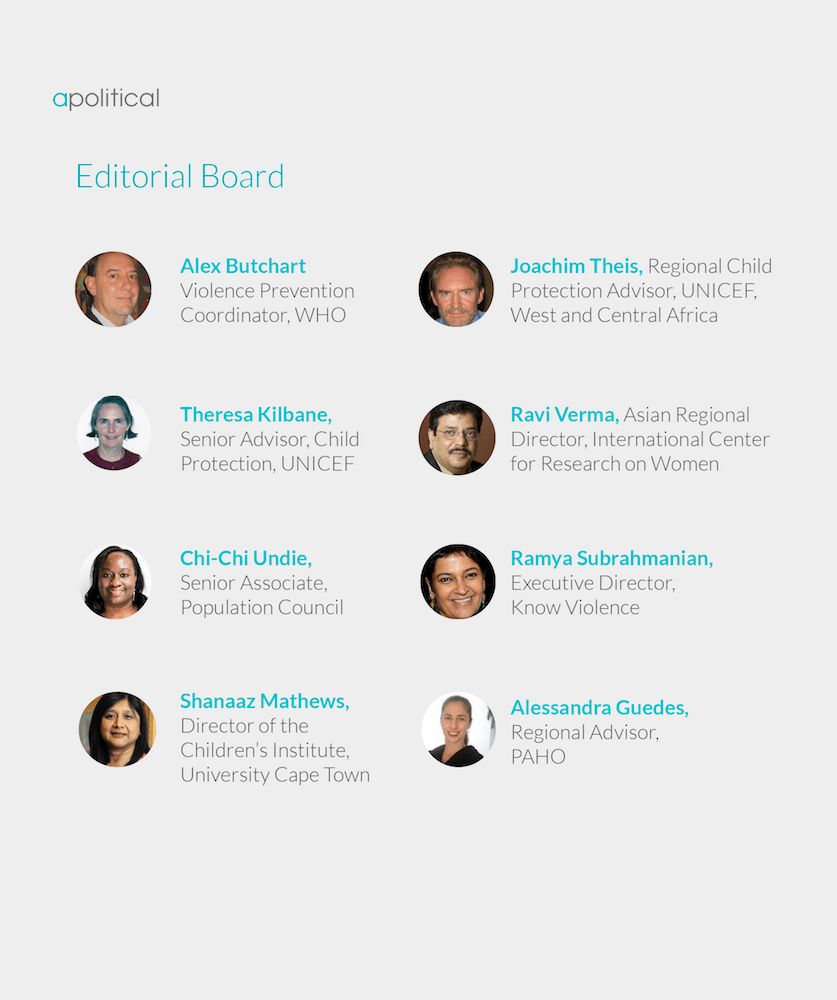 apolitical
Editorial Board
Alex Butchart
Violence Prevention
Coordinator, WHO
Joachim Theis, Regional Child
Protection Advisor, UNICEF,
West and Central Africa
Theresa Kilbane,
Senior Advisor, Child
Protection, UNICEF
Ravi Verma, Asian Regional
Director, International Center
for Research on Women
Chi-Chi Undie,
Senior Associate,
Population Council
Ramya Subrahmanian,
Executive Director,
Know Violence
Shanaaz Mathews,
Director of the
Children's Institute,
University Cape Town
Alessandra Guedes,
Regional Advisor,
PAHO